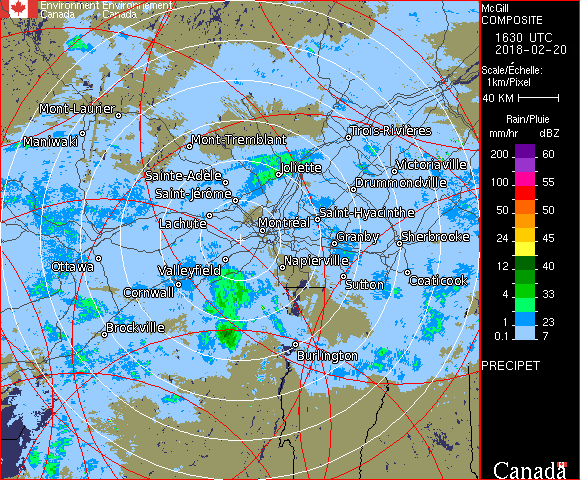 Environment Environnement
Canada Canada
McGill
COMPOSITE
1630 UTC
2018-02-20
Scale/Échelle:
1km/Pixel
40 KM
Rain/Pluie
mm/hr dBZ
200 60
100 55
50 50
24 45
12 40
4 33
1 23
0.1 7
PRECIPET
Canada
Mont-Laurier
Maniwaki
Mont-Tremblant
Trois-Rivières
Sainte-Adèle
Joliette
Victoriaville
Saint-Jérôme
Drummondville
Lachute
Montréal
Saint-Hyacinthe
Granby
Sherbrooke
Ottawa
Valleyfield
Napierville
Cornwall
Sutton
Coaticook
Brockville
Burlington